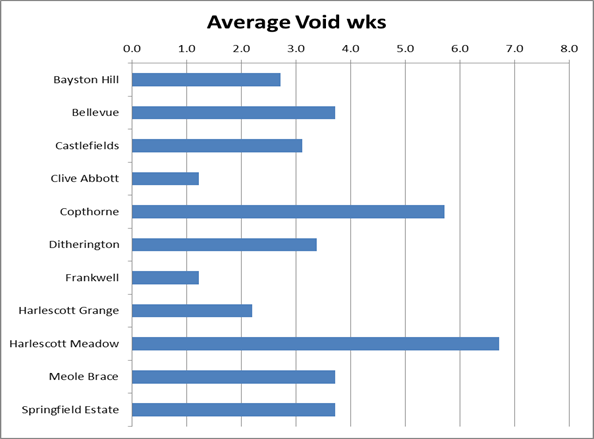 Average Void wks
0.0 1.0 2.0 3.0 4.0 5.0 6.0 7.0 8.0
Bayston Hill
Bellevue
Castlefields
Clive Abbott
Copthorne
Ditherington
Frankwell
Harlescott Grange
Harlescott Meadow
Meole Brace
Springfield Estate